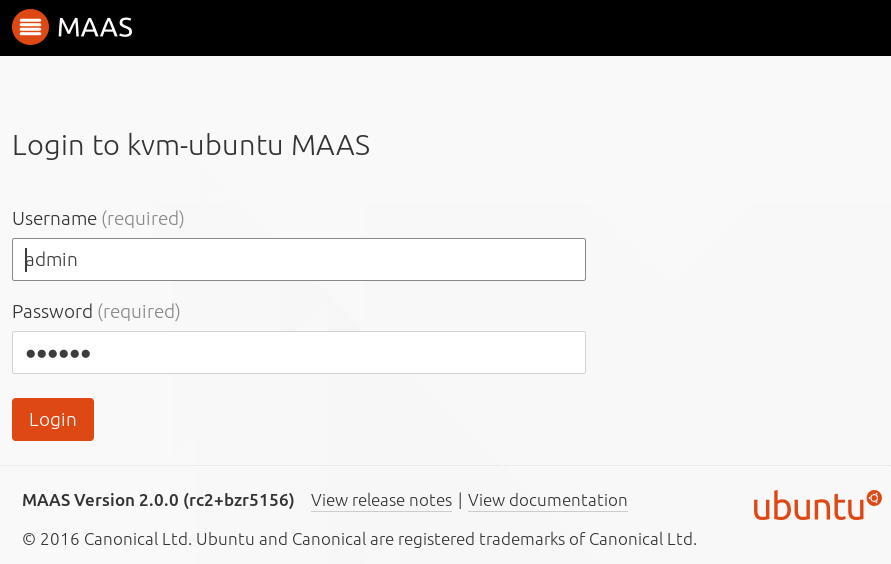 MAAS
Login to kvm-ubuntu MAAS
Username (required)
admin
Password (required)
●●●●●●
Login
MAAS Version 2.0.0 (rc2+bzr5156) View release notes | View documentation
ubuntu
© 2016 Canonical Ltd. Ubuntu and Canonical are registered trademarks of Canonical Ltd.